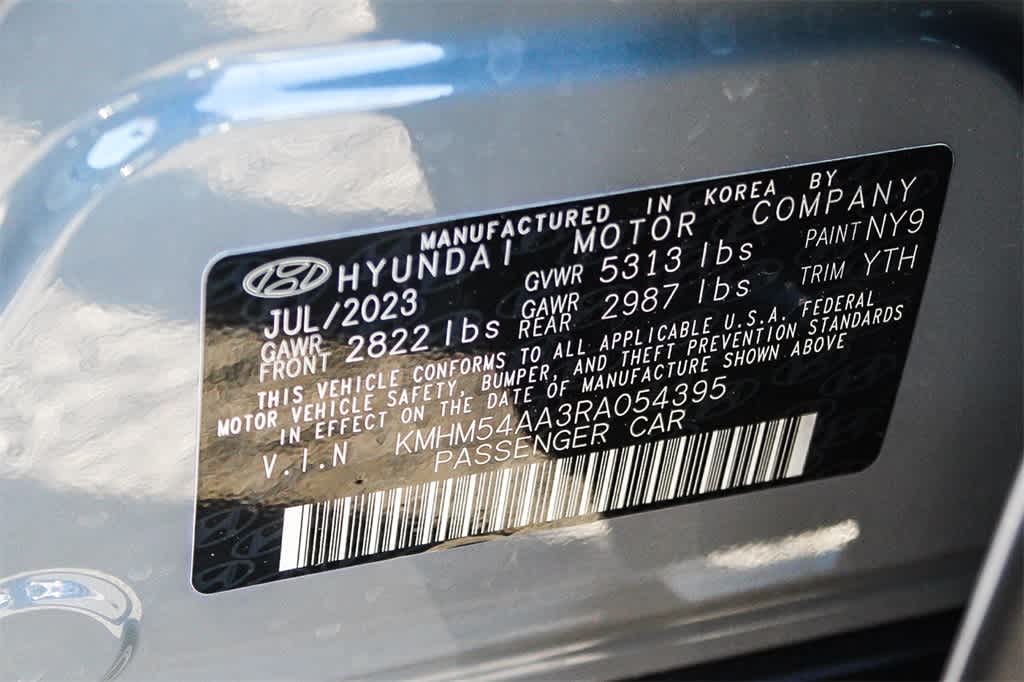 MANUFACTURED IN KOREA BY
HYUNDAI MOTOR COMPANY
JUL/2023 GVWR 5313 lbs PAINT NY9
GAWR FRONT 2822 lbs GAWR REAR 2987 lbs TRIM YTH
THIS VEHICLE CONFORMS TO ALL APPLICABLE U.S.A. FEDERAL
MOTOR VEHICLE SAFETY, BUMPER, AND THEFT PREVENTION STANDARDS
IN EFFECT ON THE DATE OF MANUFACTURE SHOWN ABOVE
V.I.N KMHM54AA3RA054395
PASSENGER CAR